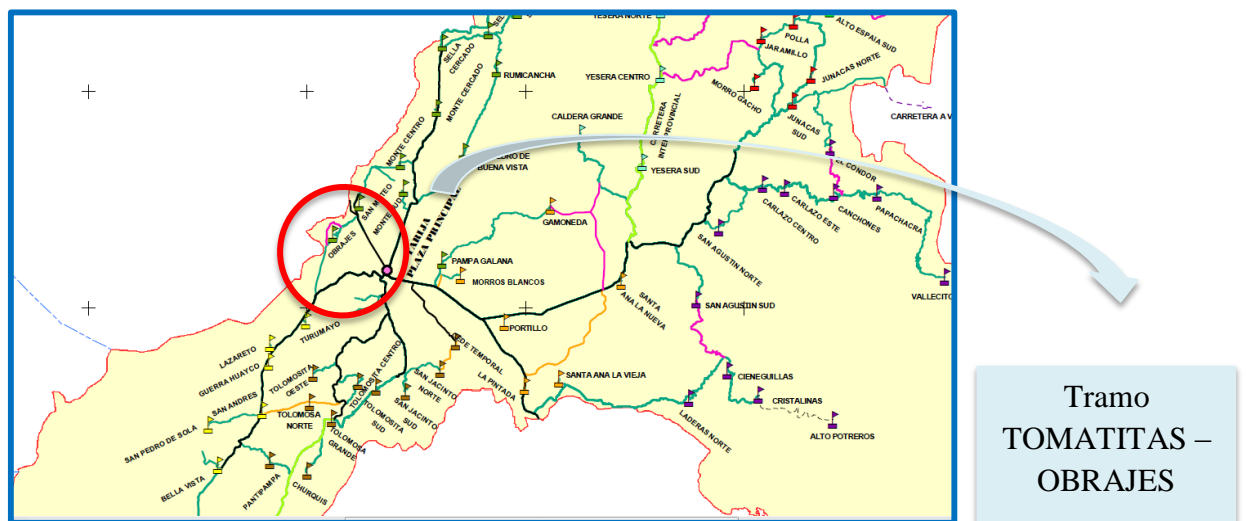 YESERA NORTE
ALTO ESPAIA SUD
POLLA
JARAMILLO
SELLA
CERCADO
RUMICANCHA
YESERA CENTRO
JUNACAS NORTE
MORRO GACHO
MONTE CERCADO
CALDERA GRANDE
CARRETERA
JUNACAS
SUD
CARRETERA A V
MONTE CENTRO
BUENA VISTA
YESERA SUD
EL CONDOR
SAN MATEO
MONTE SUD
OBRAJES
TARIJA
PLAZA PRINCIPAL
GAMONEDA
CARLAZO CENTRO
CARLAZO ESTE
CANCHONES
PAPACHACRA
SAN AGUSTIN NORTE
PAMPA GALANA
MORROS BLANCOS
SANTA
ANA LA NUEVA
VALLECITO
SAN AGUSTIN SUD
PORTILLO
TURUMAYO
LAZARETO
GUERRA HUAYCO
TOLOMOSITA
OESTE
TOLOMOSITA CENTRO
SEDE TEMPORAL
LA PINTADA
SAN JACINTO
NORTE
SANTA ANA LA VIEJA
CIENEGUILLAS
CRISTALINAS
SAN ANDRES
TOLOMOSA
NORTE
TOLOMOSITA
SUD
SAN JACINTO
SUD
LADERAS NORTE
ALTO POTREROS
SAN PEDRO DE SOLA
TOLOMOSA
GRANDE
BELLA VISTA
PANTIPAMPA
CHURQUIS
Tramo
TOMATITAS –
OBRAJES